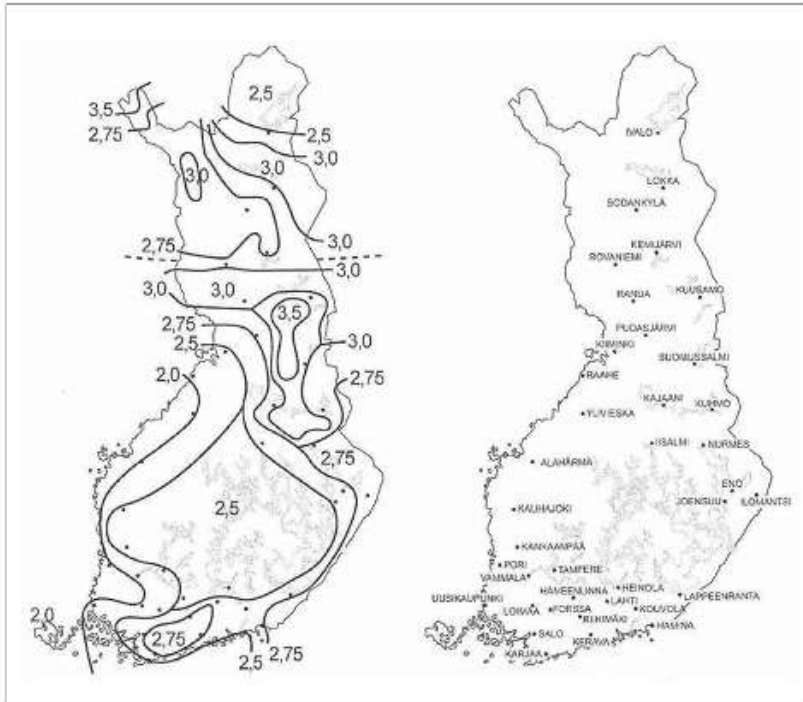 2,5
3,5
2,75
2,5
3,0
3,0
3,0
3,0
2,75
3,0
3,0
3,0
2,75
3,5
2,5
3,0
2,0
2,75
2,75
2,5
2,0
2,75
2,5
2,75
IVALO
LOKKA
SODANKYLÄ
KEMIJÄRVI
ROVANIEMI
KUUSAMO
RANUA
PUDASJÄRVI
KIIMINKI
SUOMUSSALMI
RAAHE
KAJAANI
KUHMO
YLIVIESKA
IISALMI
NURMES
ALAHÄRMÄ
ENO
JOENSUU
ILOMANTSI
KAUHAJOKI
KANKAANPÄÄ
PORI
TAMPERE
VAMMALA
HÄMEENLINNA
HEINOLA
LAPPEENRANTA
UUSIKAUPUNKI
LAHTI
LOIMAA
FORSSA
KOUVOLA
RIIHIMÄKI
HAMINA
SALO
KERAVA
KARJAA